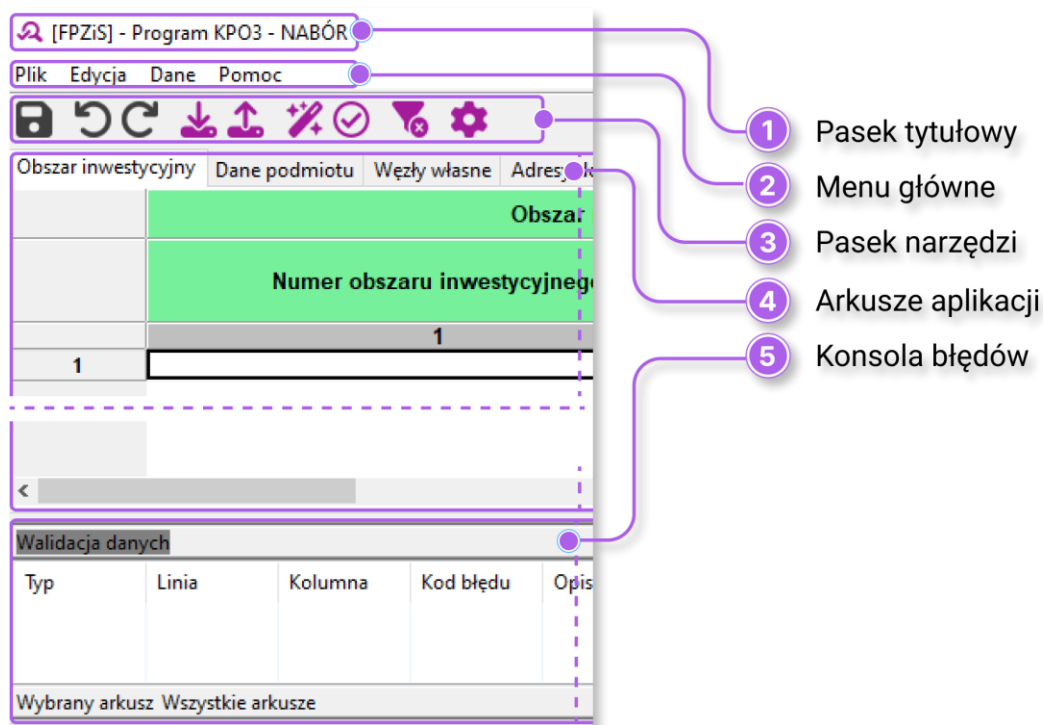 [FPZiS] - Program KPO3 - NABÓR
Plik Edycja Dane Pomoc
Obszar inwestycyjny Dane podmiotu Węzły własne
Obszar
Numer obszaru inwestycyjnego
1
1
Walidacja danych
Typ Linia Kolumna Kod błędu Opis
Wybrany arkusz Wszystkie arkusze
1 Pasek tytułowy
2 Menu główne
3 Pasek narzędzi
4 Arkusze aplikacji
5 Konsola błędów